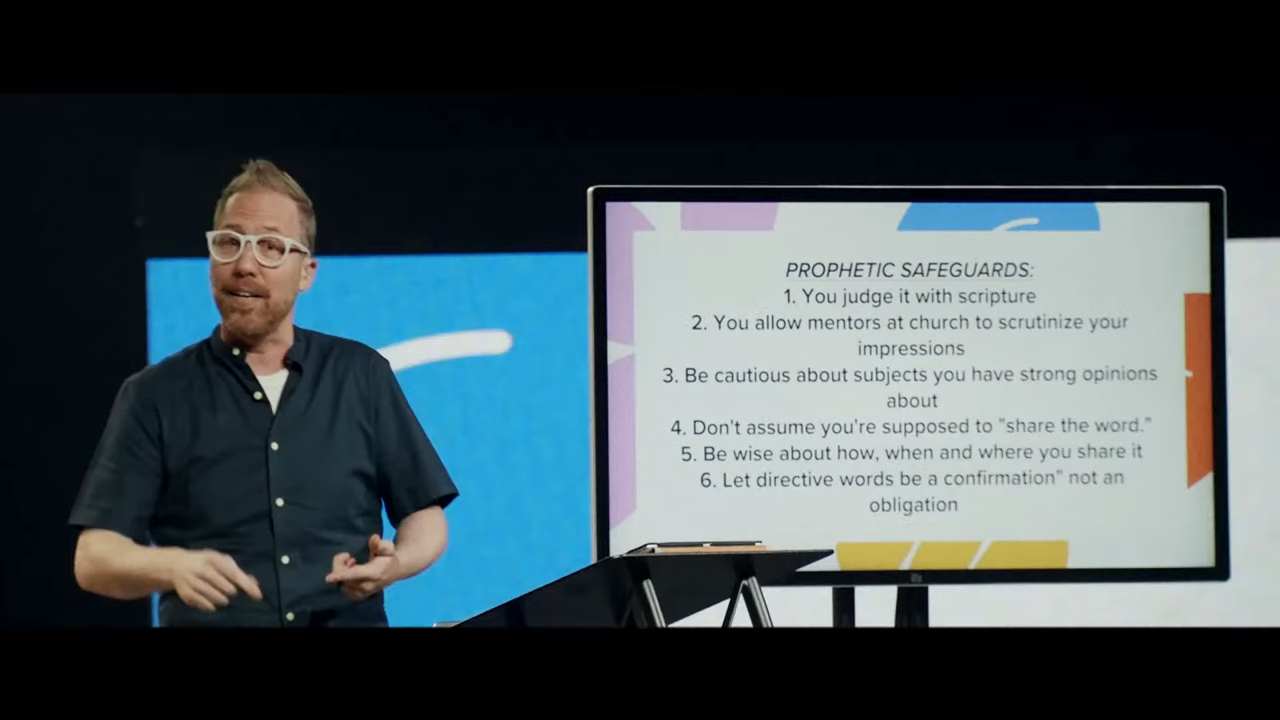 PROPHETIC SAFEGUARDS:
1. You judge it with scripture
2. You allow mentors at church to scrutinize your
impressions
3. Be cautious about subjects you have strong opinions
about
4. Don't assume you're supposed to "share the word."
5. Be wise about how, when and where you share it
6. Let directive words be a confirmation" not an
obligation